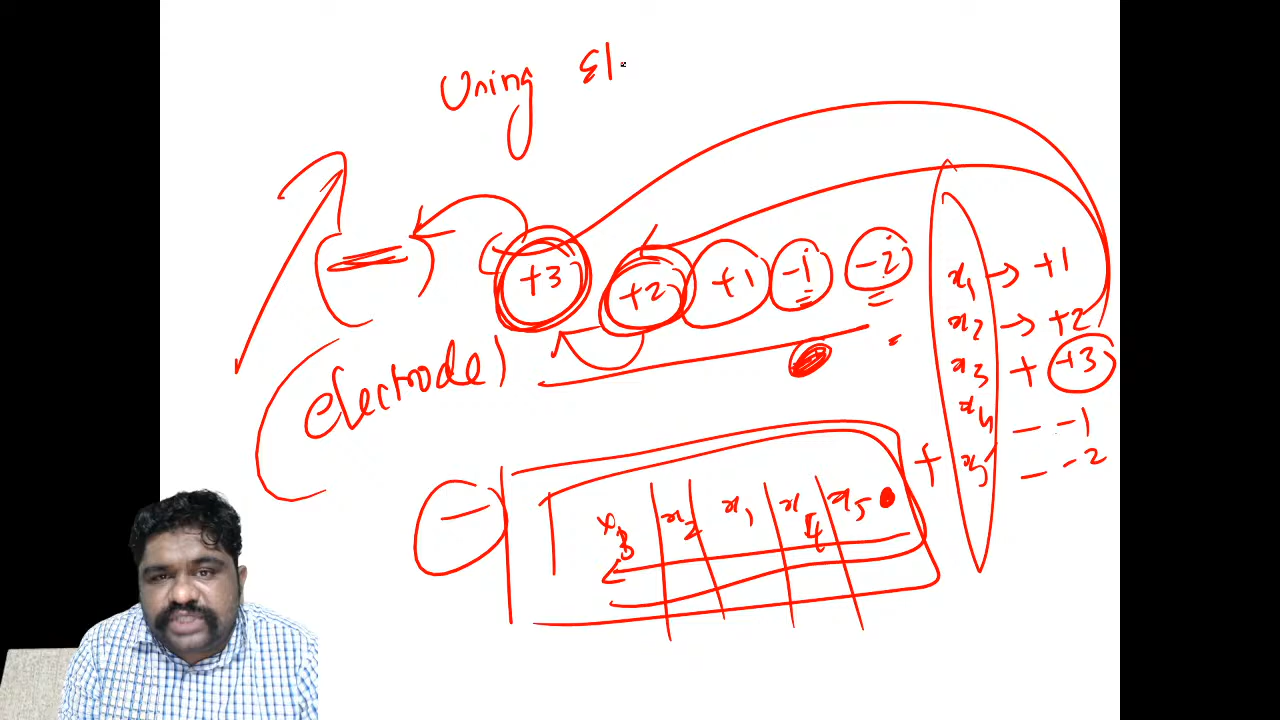 Using El
+3 +2 +1 -1 -2
x1 → +1
x2 → +2
x3 + +3
x4 - -1
x5 - -2
(electrode)
- x3 x2 x1 x4 x5 +